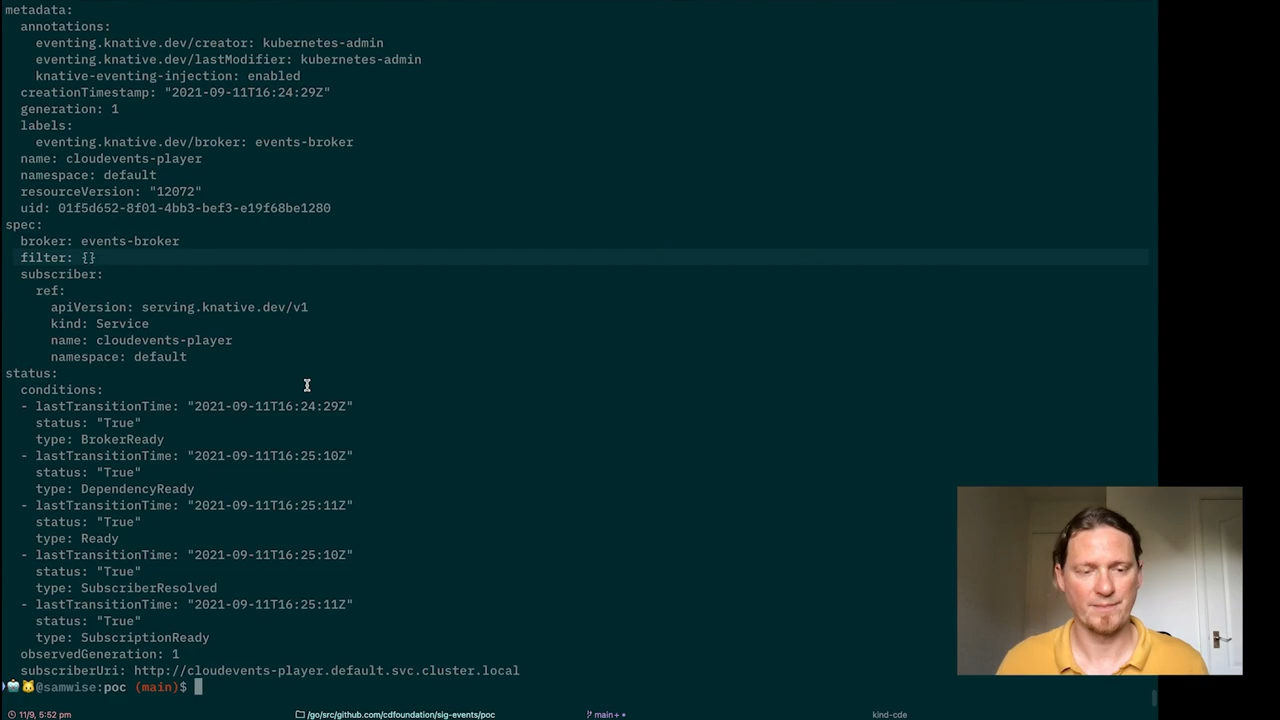 metadata:
annotations:
eventing.knative.dev/creator: kubernetes-admin
eventing.knative.dev/lastModifier: kubernetes-admin
knative-eventing-injection: enabled
creationTimestamp: "2021-09-11T16:24:29Z"
generation: 1
labels:
eventing.knative.dev/broker: events-broker
name: cloudevents-player
namespace: default
resourceVersion: "12072"
uid: 01f5d652-8f01-4bb3-bef3-e19f68be1280
spec:
broker: events-broker
filter: {}
subscriber:
ref:
apiVersion: serving.knative.dev/v1
kind: Service
name: cloudevents-player
namespace: default
status:
conditions:
- lastTransitionTime: "2021-09-11T16:24:29Z"
status: "True"
type: BrokerReady
- lastTransitionTime: "2021-09-11T16:25:10Z"
status: "True"
type: DependencyReady
- lastTransitionTime: "2021-09-11T16:25:11Z"
status: "True"
type: Ready
- lastTransitionTime: "2021-09-11T16:25:10Z"
status: "True"
type: SubscriberResolved
- lastTransitionTime: "2021-09-11T16:25:11Z"
status: "True"
type: SubscriptionReady
observedGeneration: 1
subscriberUri: http://cloudevents-player.default.svc.cluster.local
@samwise:poc (main)$
11/9, 5:52 pm /go/src/github.com/cdfoundation/sig-events/poc main+ • kind-cde